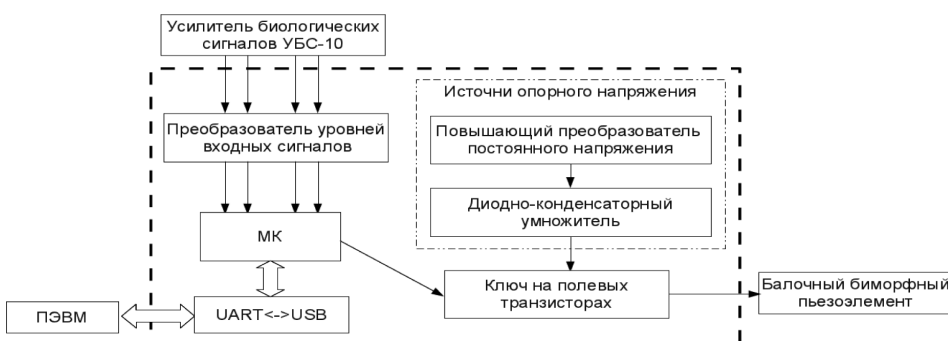 Усилитель биологических
сигналов УБС-10
Источни опорного напряжения
Преобразователь уровней
входных сигналов
Повышающий преобразователь
постоянного напряжения
Диодно-конденсаторный
умножитель
МК
Ключ на полевых
транзисторах
Балочный биморфный
пьезоэлемент
ПЭВМ
UART<->USB